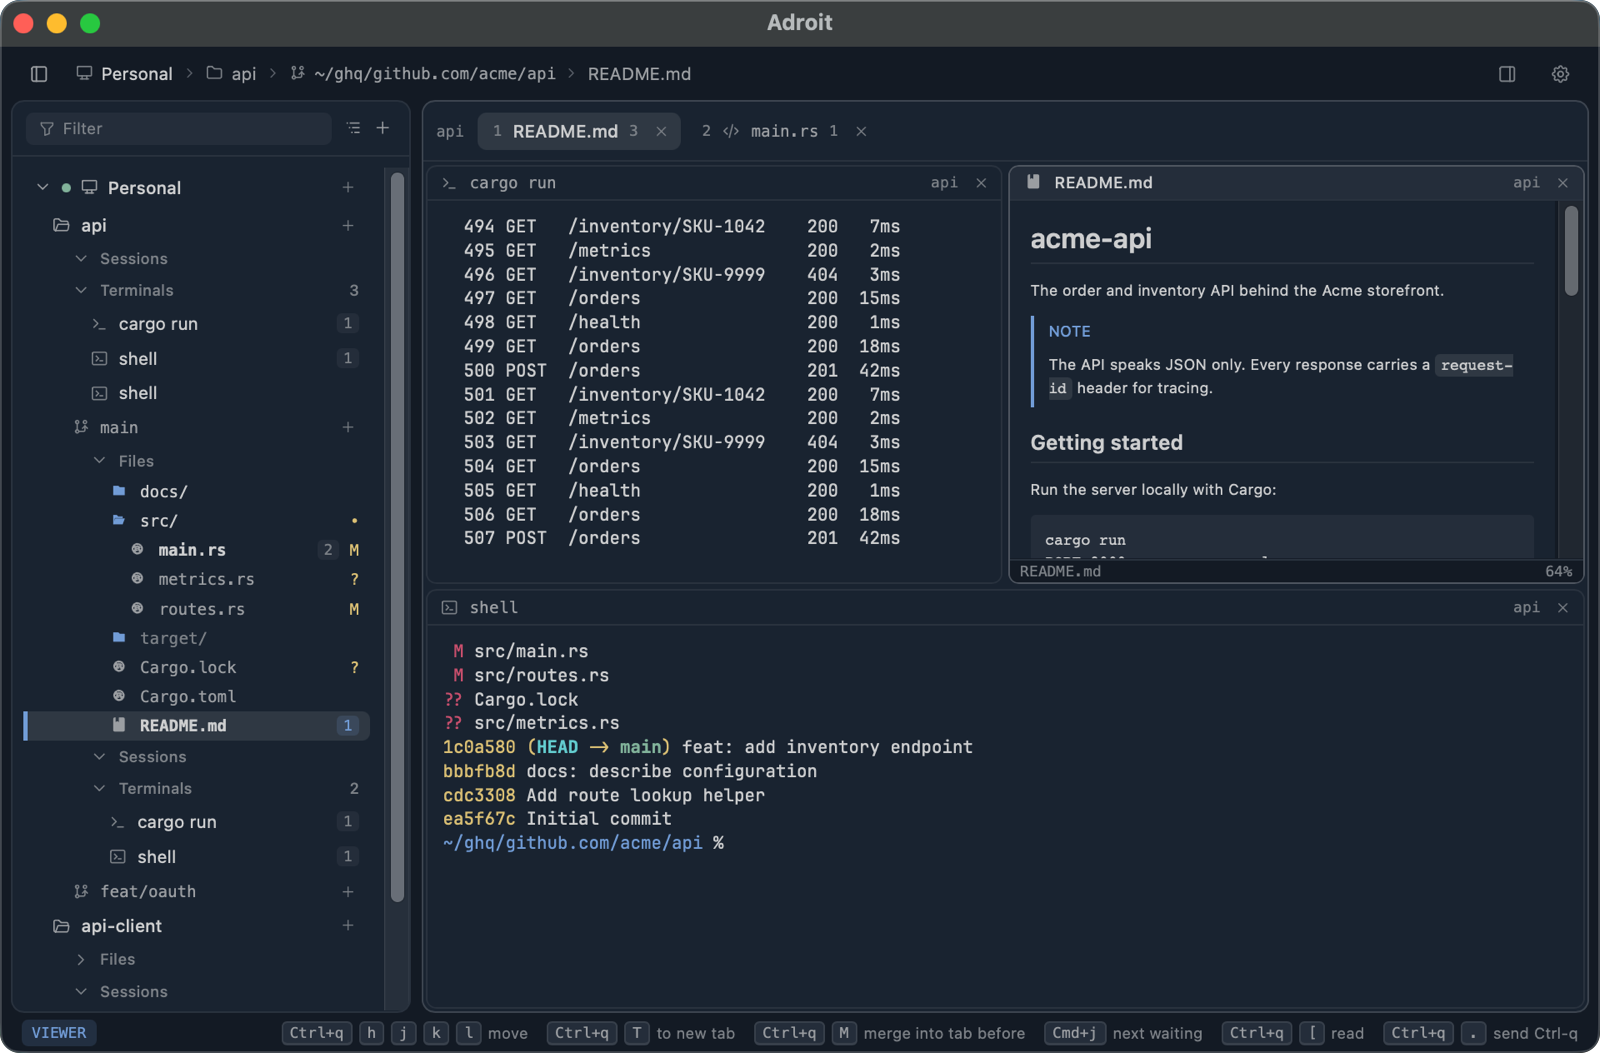 Adroit
Personal > api > ~/ghq/github.com/acme/api > README.md
Filter
Personal
api
Sessions
Terminals 3
cargo run 1
shell 1
shell
main
Files
docs/
src/
main.rs 2 M
metrics.rs ?
routes.rs M
target/
Cargo.lock ?
Cargo.toml
README.md 1
Sessions
Terminals 2
cargo run 1
shell 1
feat/oauth
api-client
Files
Sessions
api 1 README.md 3 2 main.rs 1
cargo run api
494 GET /inventory/SKU-1042 200 7ms
495 GET /metrics 200 2ms
496 GET /inventory/SKU-9999 404 3ms
497 GET /orders 200 15ms
498 GET /health 200 1ms
499 GET /orders 200 18ms
500 POST /orders 201 42ms
501 GET /inventory/SKU-1042 200 7ms
502 GET /metrics 200 2ms
503 GET /inventory/SKU-9999 404 3ms
504 GET /orders 200 15ms
505 GET /health 200 1ms
506 GET /orders 200 18ms
507 POST /orders 201 42ms
README.md api
acme-api
The order and inventory API behind the Acme storefront.
NOTE
The API speaks JSON only. Every response carries a request-
id header for tracing.
Getting started
Run the server locally with Cargo:
cargo run
README.md 64%
shell api
M src/main.rs
M src/routes.rs
?? Cargo.lock
?? src/metrics.rs
1c0a580 (HEAD -> main) feat: add inventory endpoint
bbbfb8d docs: describe configuration
cdc3308 Add route lookup helper
ea5f67c Initial commit
~/ghq/github.com/acme/api %
VIEWER Ctrl+q h j k l move Ctrl+q T to new tab Ctrl+q M merge into tab before Cmd+j next waiting Ctrl+q [ read Ctrl+q . send Ctrl-q